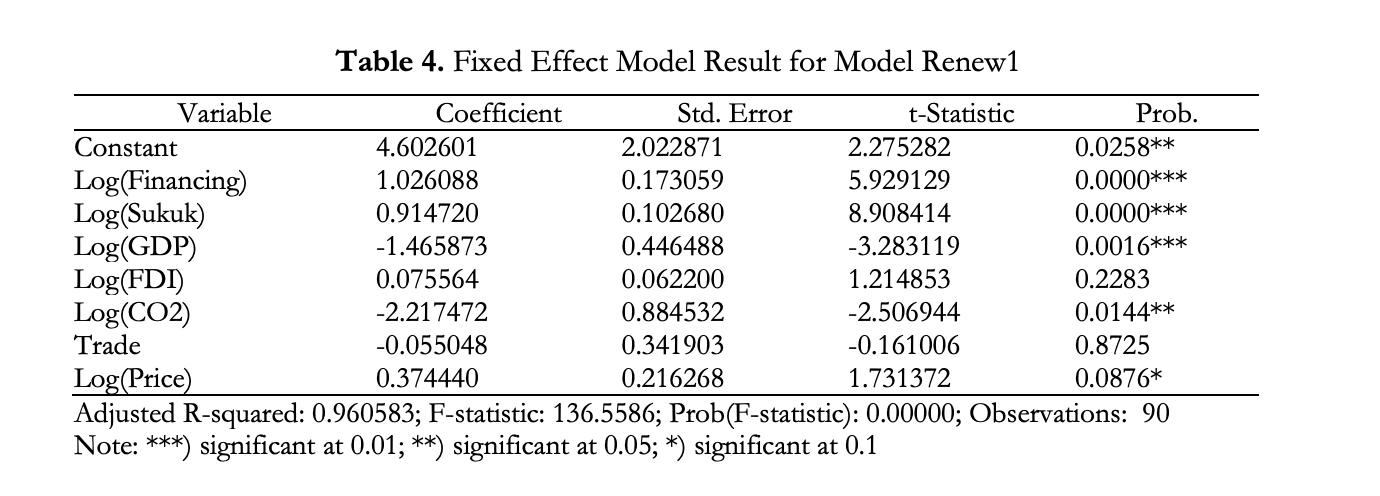 Table 4. Fixed Effect Model Result for Model Renew1
Variable Coefficient Std. Error t-Statistic Prob.
Constant 4.602601 2.022871 2.275282 0.0258**
Log(Financing) 1.026088 0.173059 5.929129 0.0000***
Log(Sukuk) 0.914720 0.102680 8.908414 0.0000***
Log(GDP) -1.465873 0.446488 -3.283119 0.0016***
Log(FDI) 0.075564 0.062200 1.214853 0.2283
Log(CO2) -2.217472 0.884532 -2.506944 0.0144**
Trade -0.055048 0.341903 -0.161006 0.8725
Log(Price) 0.374440 0.216268 1.731372 0.0876*
Adjusted R-squared: 0.960583; F-statistic: 136.5586; Prob(F-statistic): 0.00000; Observations: 90
Note: ***) significant at 0.01; **) significant at 0.05; *) significant at 0.1